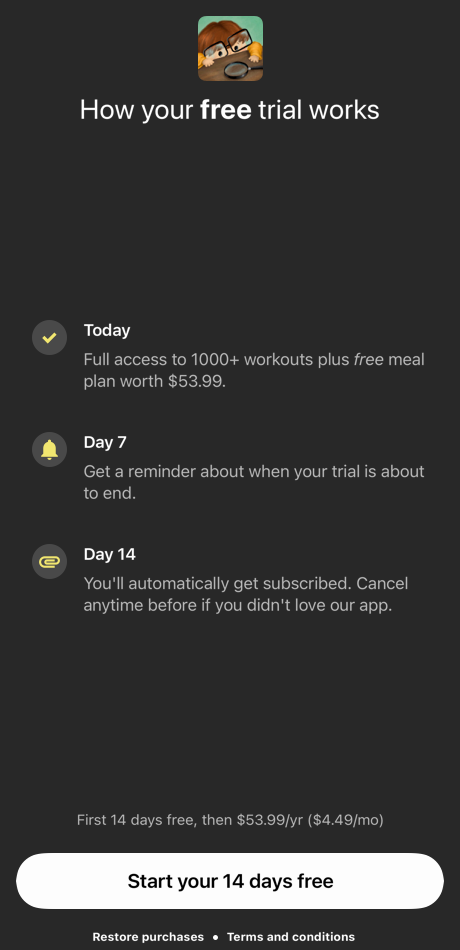 How your free trial works
Today
Full access to 1000+ workouts plus free meal
plan worth $53.99.
Day 7
Get a reminder about when your trial is about
to end.
Day 14
You'll automatically get subscribed. Cancel
anytime before if you didn't love our app.
First 14 days free, then $53.99/yr ($4.49/mo)
Start your 14 days free
Restore purchases • Terms and conditions